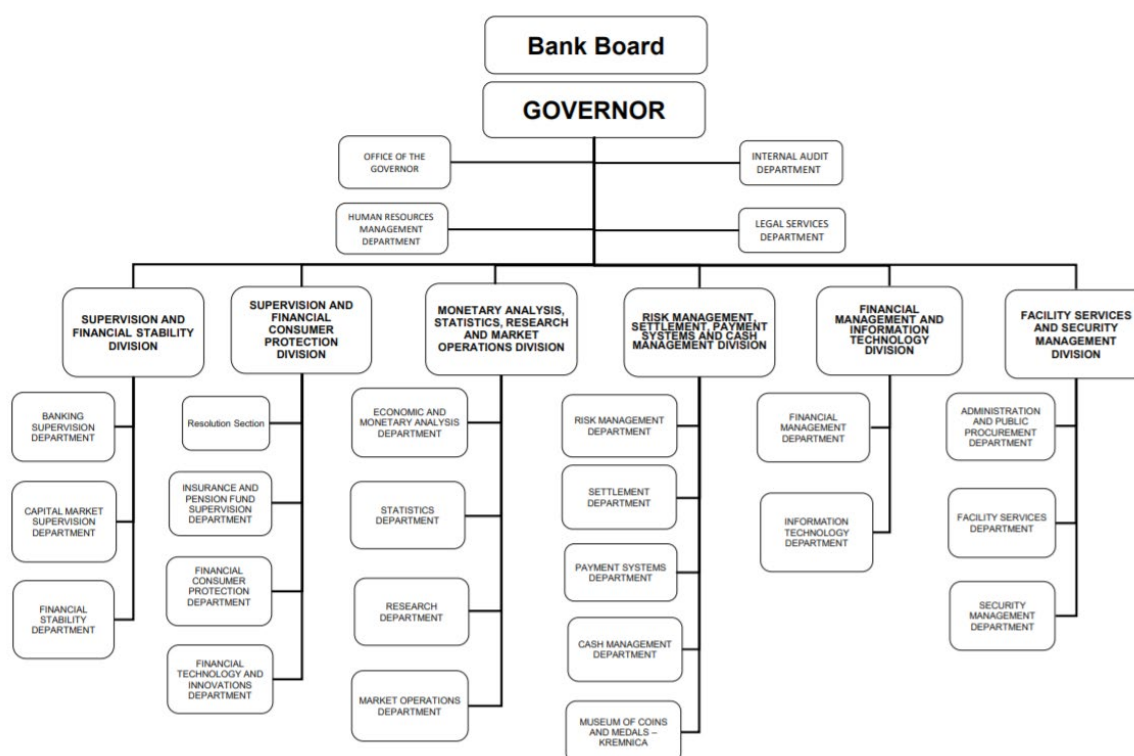 Bank Board
GOVERNOR
OFFICE OF THE
GOVERNOR
INTERNAL AUDIT
DEPARTMENT
HUMAN RESOURCES
MANAGEMENT
DEPARTMENT
LEGAL SERVICES
DEPARTMENT
SUPERVISION AND
FINANCIAL STABILITY
DIVISION
SUPERVISION AND
FINANCIAL
CONSUMER
PROTECTION
DIVISION
MONETARY ANALYSIS,
STATISTICS, RESEARCH
AND MARKET
OPERATIONS DIVISION
RISK MANAGEMENT,
SETTLEMENT, PAYMENT
SYSTEMS AND CASH
MANAGEMENT DIVISION
FINANCIAL
MANAGEMENT AND
INFORMATION
TECHNOLOGY
DIVISION
FACILITY SERVICES
AND SECURITY
MANAGEMENT
DIVISION
BANKING
SUPERVISION
DEPARTMENT
CAPITAL MARKET
SUPERVISION
DEPARTMENT
FINANCIAL
STABILITY
DEPARTMENT
Resolution Section
INSURANCE AND
PENSION FUND
SUPERVISION
DEPARTMENT
FINANCIAL
CONSUMER
PROTECTION
DEPARTMENT
FINANCIAL
TECHNOLOGY AND
INNOVATIONS
DEPARTMENT
ECONOMIC AND
MONETARY ANALYSIS
DEPARTMENT
STATISTICS
DEPARTMENT
RESEARCH
DEPARTMENT
MARKET OPERATIONS
DEPARTMENT
RISK MANAGEMENT
DEPARTMENT
SETTLEMENT
DEPARTMENT
PAYMENT SYSTEMS
DEPARTMENT
CASH MANAGEMENT
DEPARTMENT
MUSEUM OF COINS
AND MEDALS –
KREMNICA
FINANCIAL
MANAGEMENT
DEPARTMENT
INFORMATION
TECHNOLOGY
DEPARTMENT
ADMINISTRATION
AND PUBLIC
PROCUREMENT
DEPARTMENT
FACILITY SERVICES
DEPARTMENT
SECURITY
MANAGEMENT
DEPARTMENT